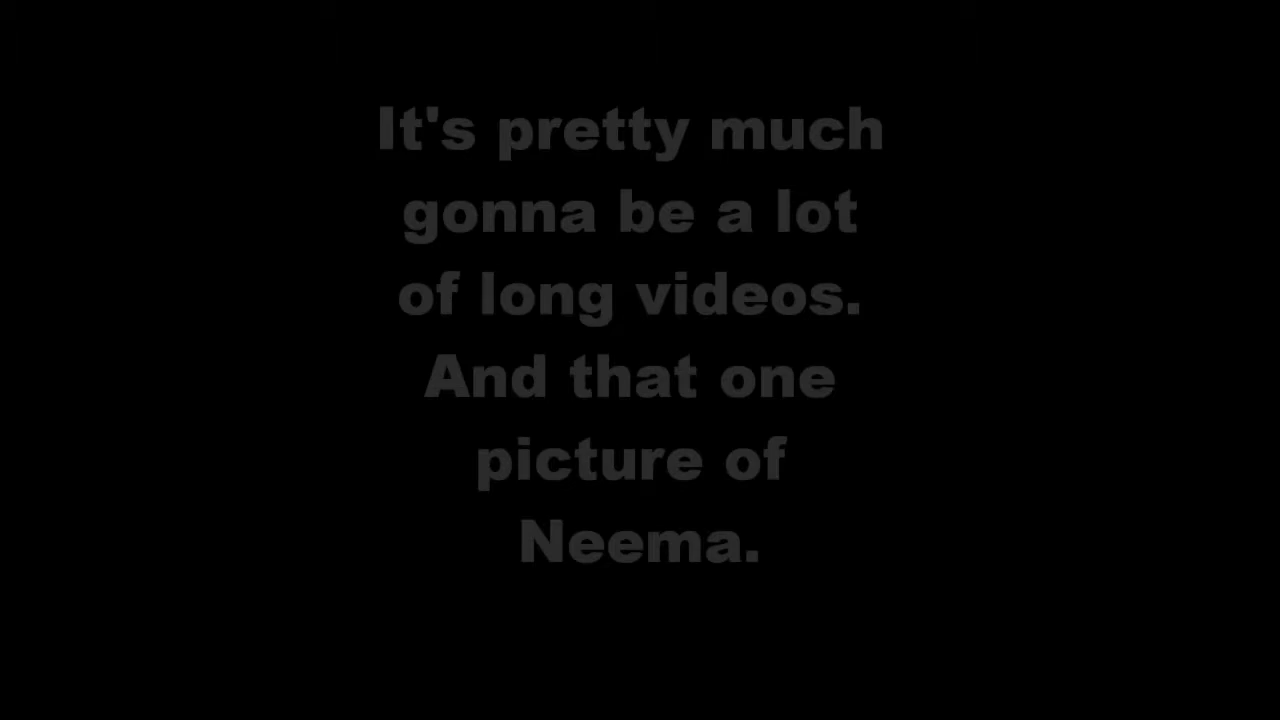 It's pretty much
gonna be a lot
of long videos.
And that one
picture of
Neema.